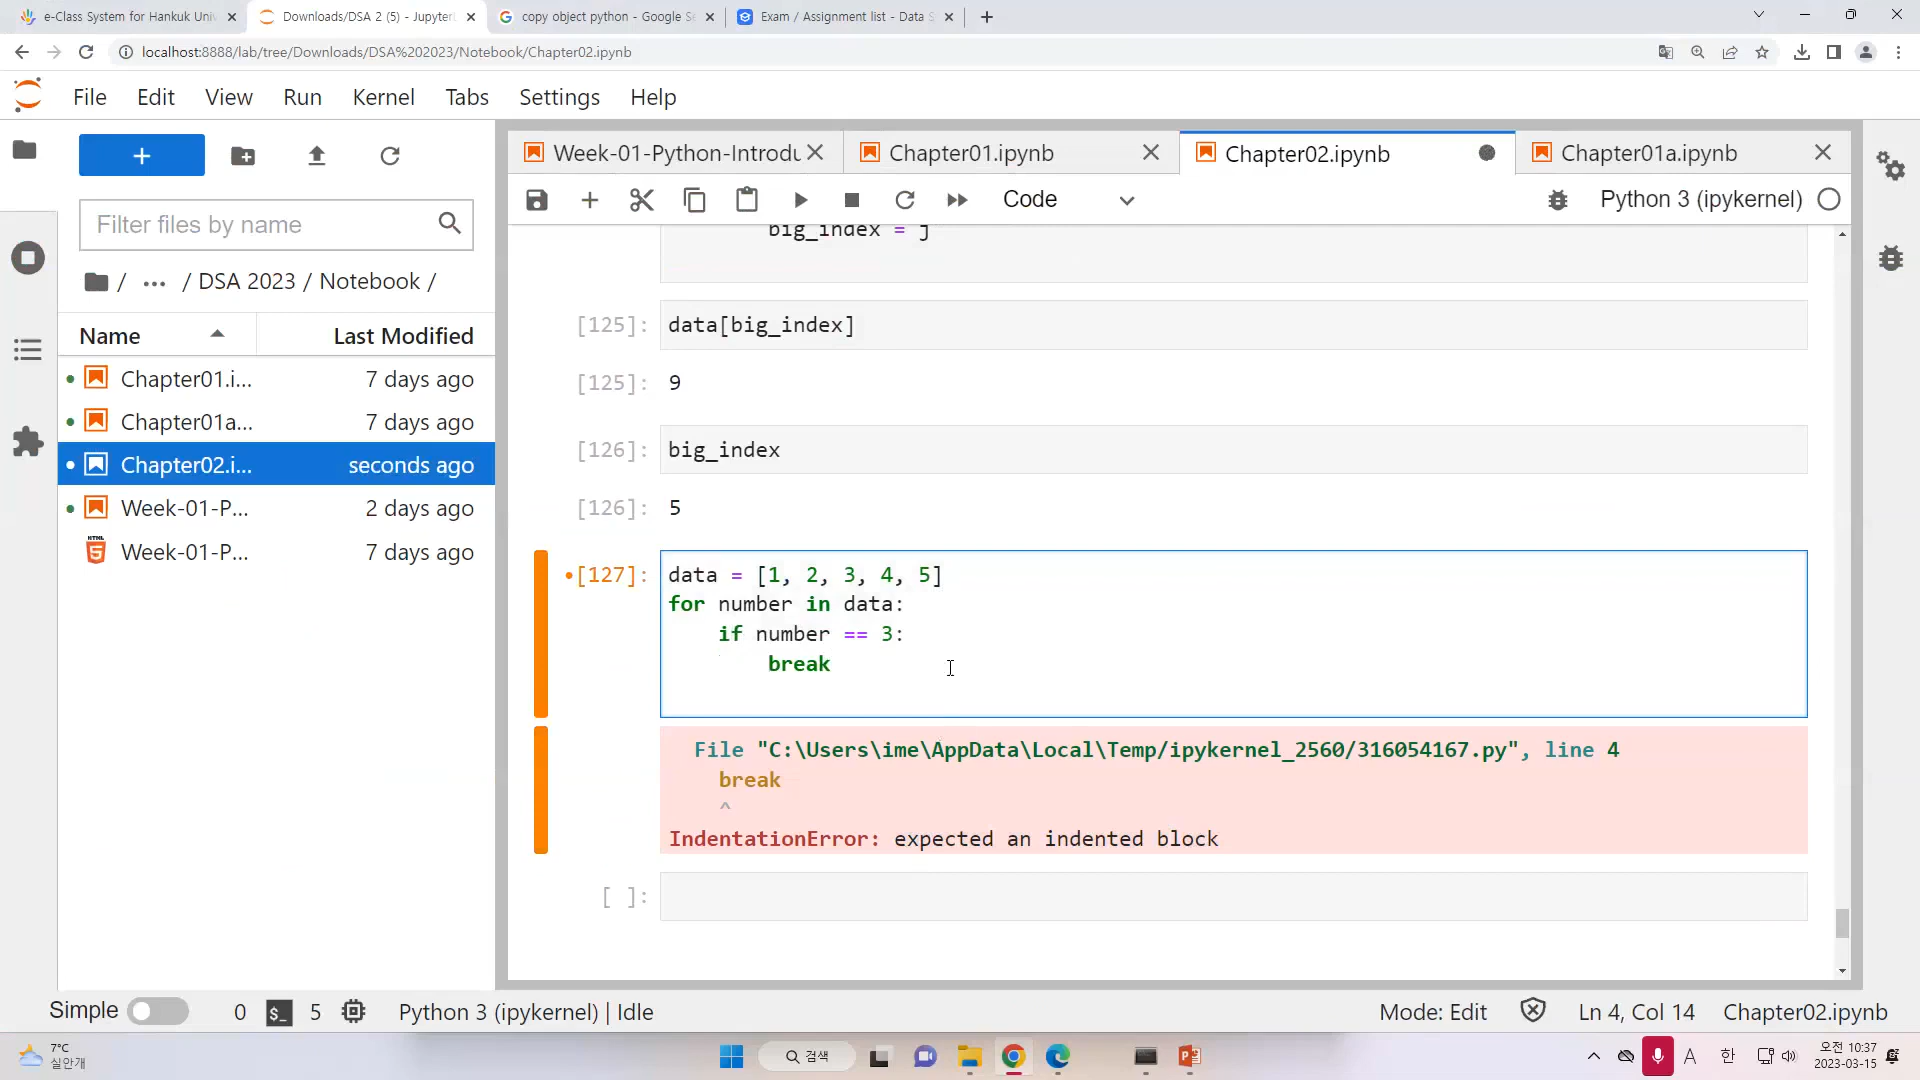 e-Class System for Hankuk Uni
Downloads/DSA 2 (5) - Jupyter
copy object python - Google Se
Exam / Assignment list - Data S
localhost:8888/lab/tree/Downloads/DSA%202023/Notebook/Chapter02.ipynb
File Edit View Run Kernel Tabs Settings Help
Week-01-Python-Introdu
Chapter01.ipynb
Chapter02.ipynb
Chapter01a.ipynb
Code
Python 3 (ipykernel)
Filter files by name
/ ... / DSA 2023 / Notebook /
Name Last Modified
Chapter01.i... 7 days ago
Chapter01a... 7 days ago
Chapter02.i... seconds ago
Week-01-P... 2 days ago
Week-01-P... 7 days ago
big_index = j
[125]: data[big_index]
[125]: 9
[126]: big_index
[126]: 5
[127]: data = [1, 2, 3, 4, 5]
for number in data:
if number == 3:
break
File "C:\Users\ime\AppData\Local\Temp/ipykernel_2560/316054167.py", line 4
break
^
IndentationError: expected an indented block
[ ]:
Simple 0 $_ 5 Python 3 (ipykernel) | Idle
Mode: Edit Ln 4, Col 14 Chapter02.ipynb
7°C
실안개
검색
A 한
오전 10:37
2023-03-15